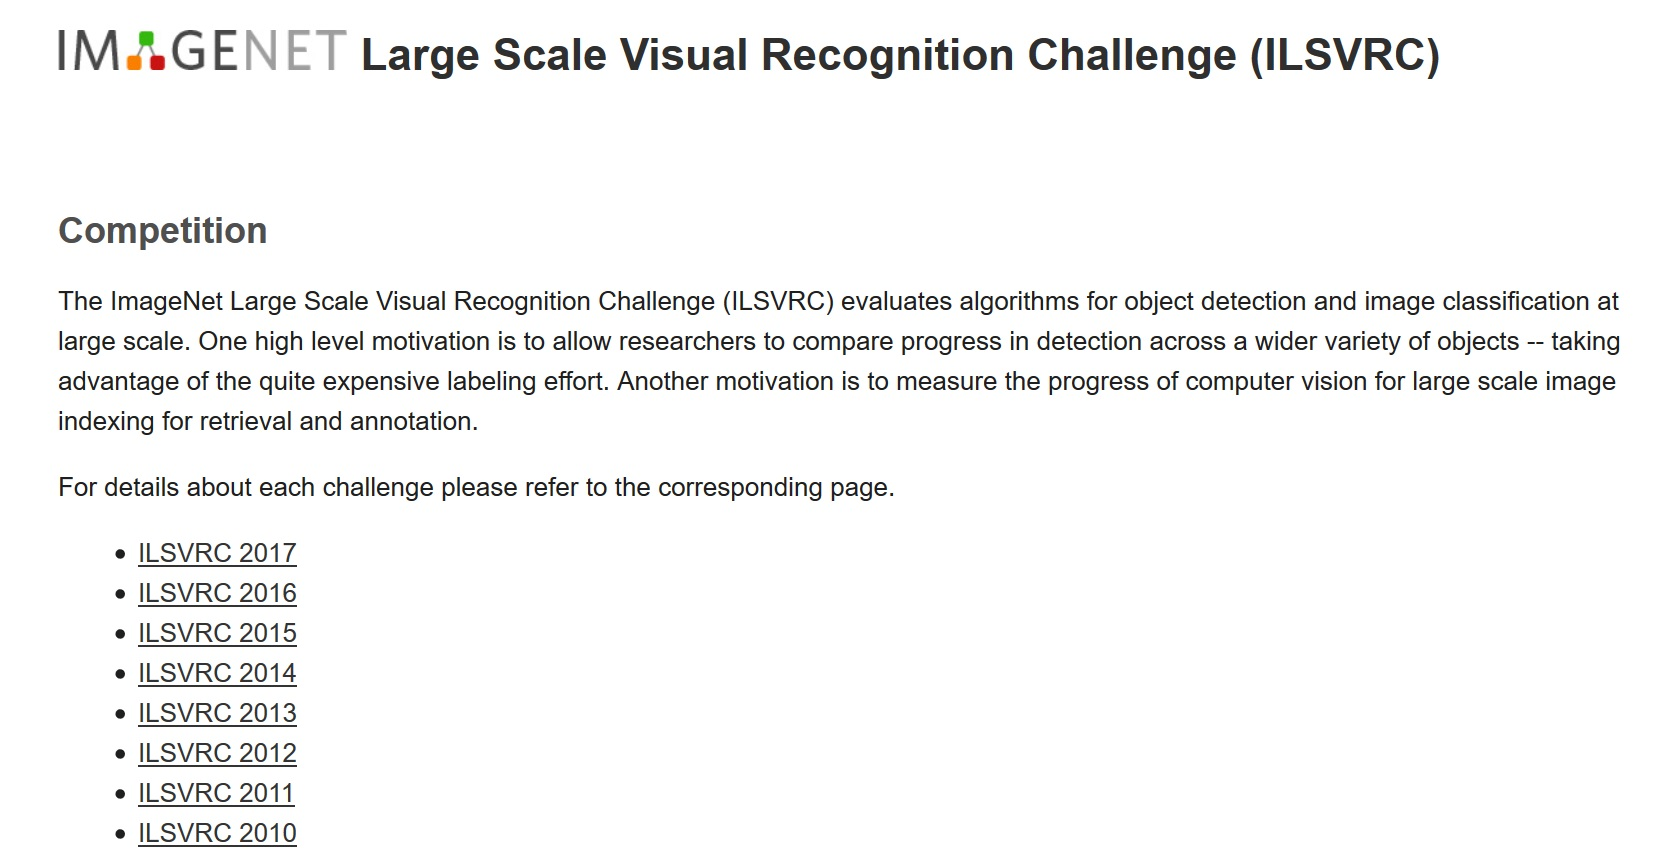 IMAGENET Large Scale Visual Recognition Challenge (ILSVRC)
Competition
The ImageNet Large Scale Visual Recognition Challenge (ILSVRC) evaluates algorithms for object detection and image classification at
large scale. One high level motivation is to allow researchers to compare progress in detection across a wider variety of objects -- taking
advantage of the quite expensive labeling effort. Another motivation is to measure the progress of computer vision for large scale image
indexing for retrieval and annotation.
For details about each challenge please refer to the corresponding page.
• ILSVRC 2017
• ILSVRC 2016
• ILSVRC 2015
• ILSVRC 2014
• ILSVRC 2013
• ILSVRC 2012
• ILSVRC 2011
• ILSVRC 2010